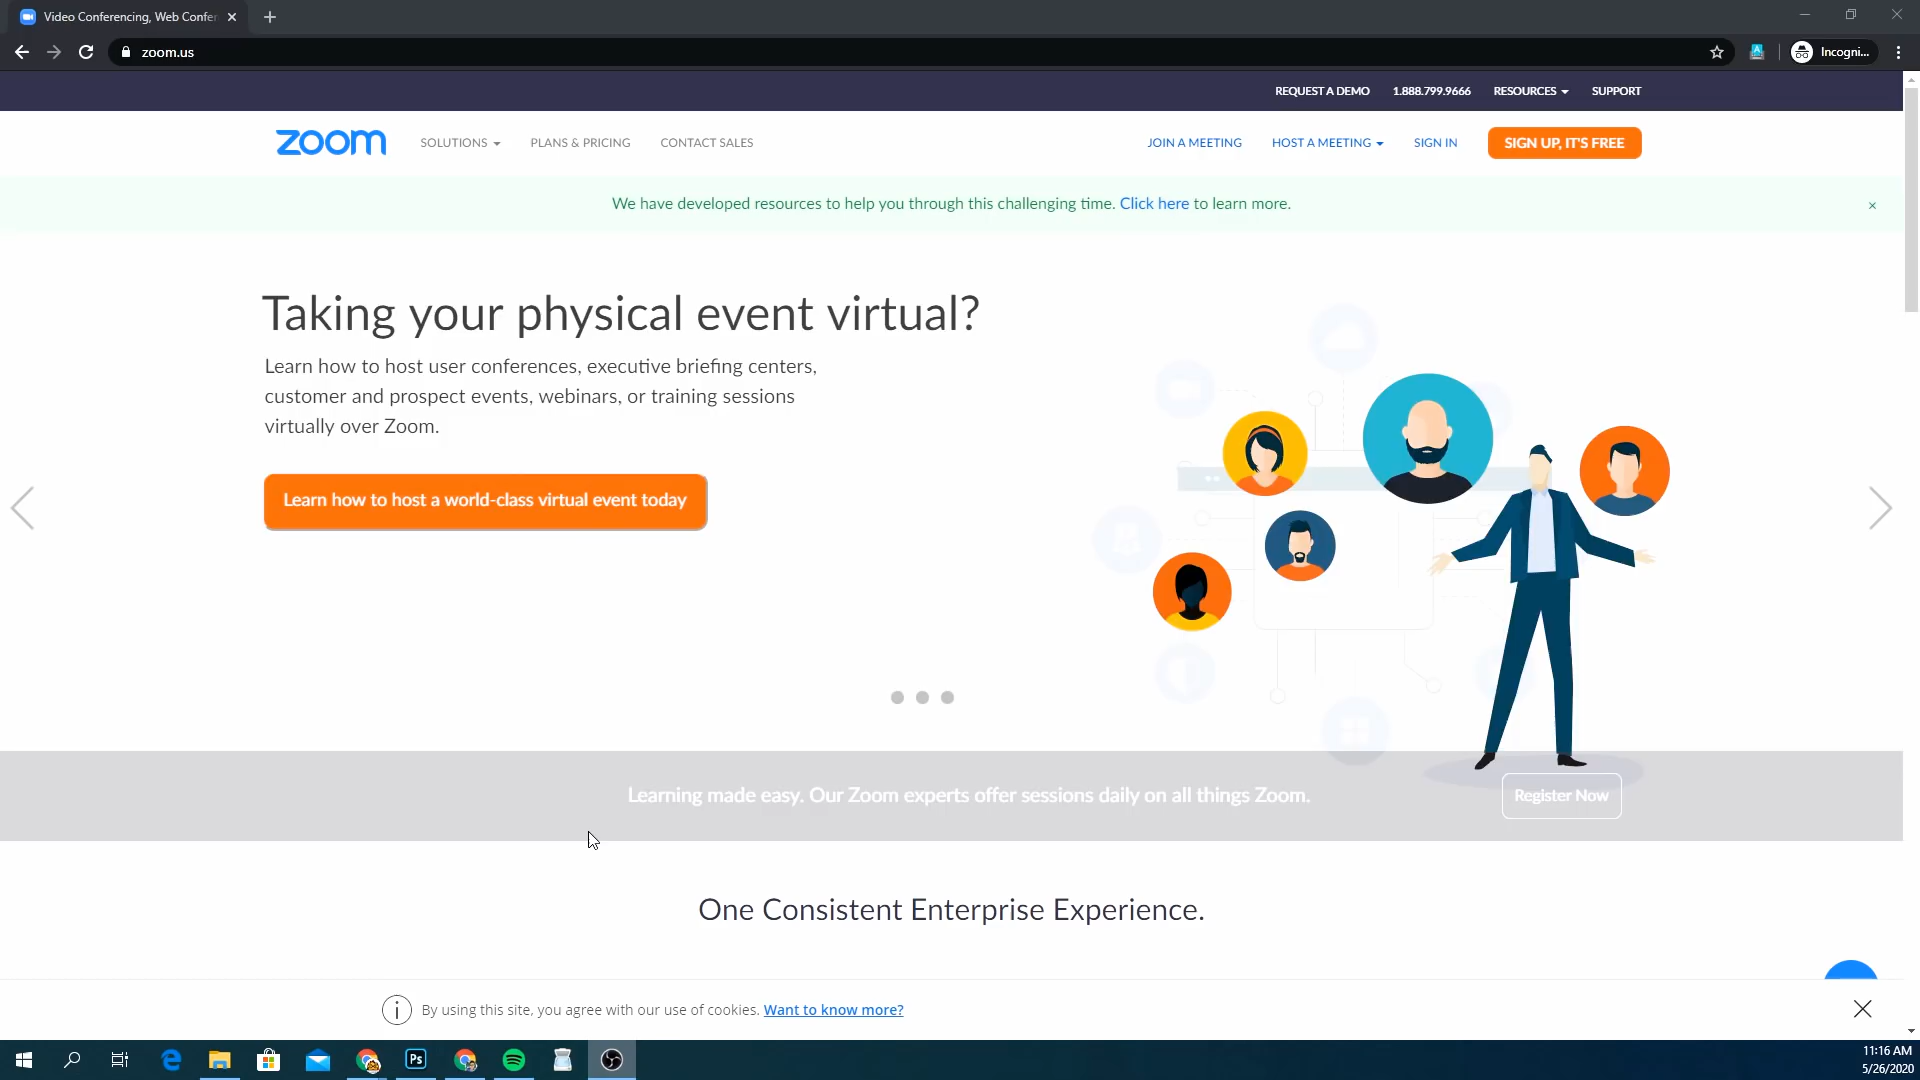 Video Conferencing, Web Confer
zoom.us
Incogni...
REQUEST A DEMO 1.888.799.9666 RESOURCES SUPPORT
zoom SOLUTIONS PLANS & PRICING CONTACT SALES JOIN A MEETING HOST A MEETING SIGN IN SIGN UP, IT'S FREE
We have developed resources to help you through this challenging time. Click here to learn more.
Taking your physical event virtual?
Learn how to host user conferences, executive briefing centers,
customer and prospect events, webinars, or training sessions
virtually over Zoom.
Learn how to host a world-class virtual event today
Learning made easy. Our Zoom experts offer sessions daily on all things Zoom. Register Now
One Consistent Enterprise Experience.
By using this site, you agree with our use of cookies. Want to know more?
Ps
11:16 AM
5/26/2020